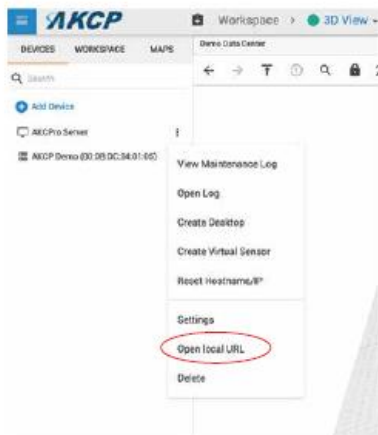 AKCP
Workspace > 3D View
DEVICES WORKSPACE MAPS
Demo Data Center
Search
Add Device
AKCPro Server
AKCP Demo (00:0B:DC:34:01:06)
View Maintenance Log
Open Log
Create Desktop
Create Virtual Sensor
Reset Hostname/IP
Settings
Open local URL
Delete